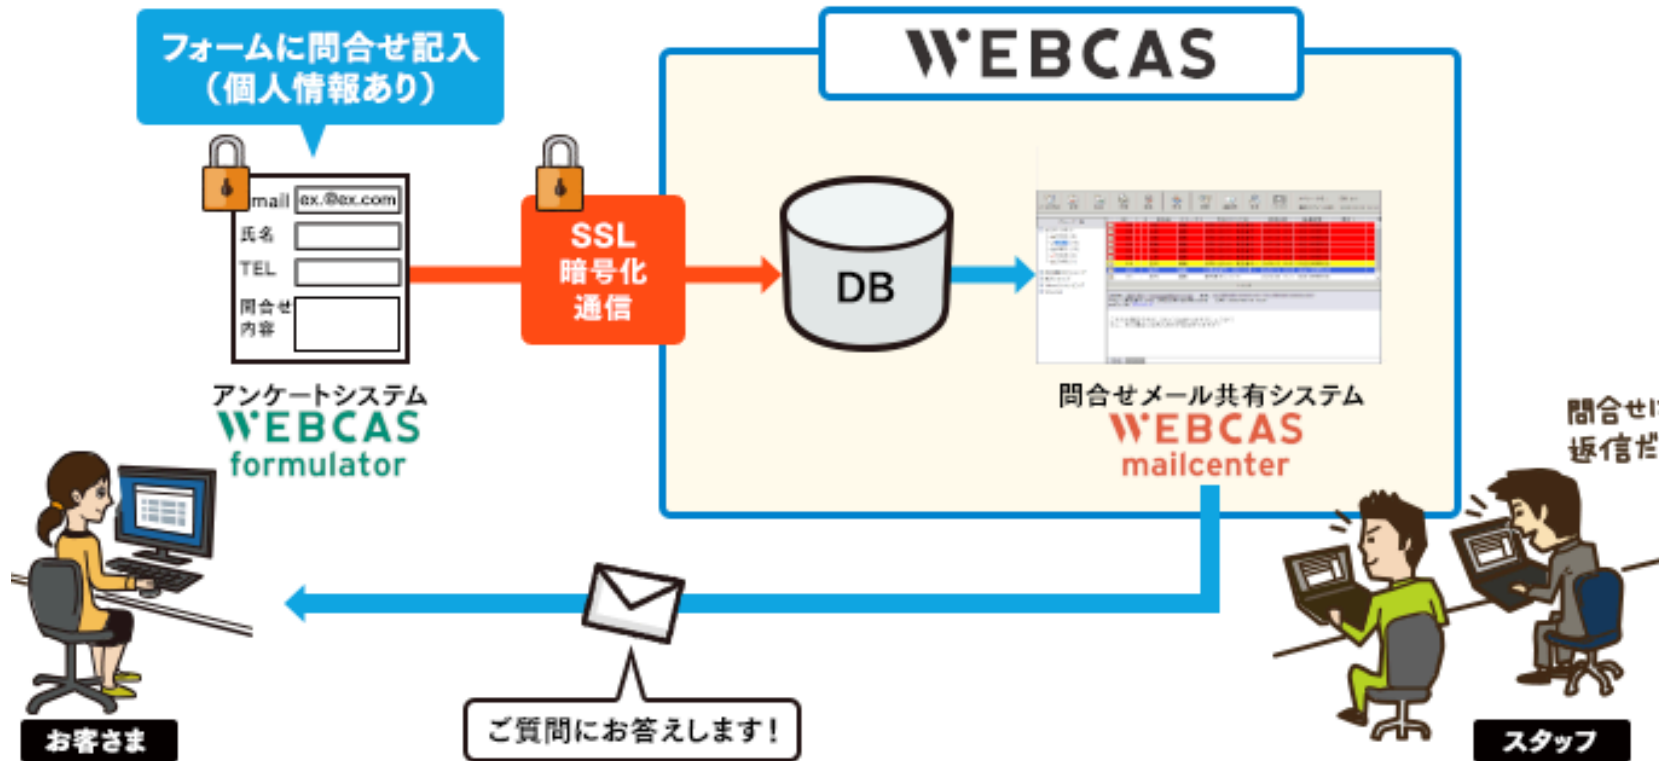 フォームに問合せ記入
（個人情報あり）
WEBCAS
mail
ex.@ex.com
氏名
TEL
問合せ
内容
SSL
暗号化
通信
DB
アンケートシステム
WEBCAS
formulator
問合せメール共有システム
WEBCAS
mailcenter
問合せ
返信だ
ご質問にお答えします！
お客さま
スタッフ